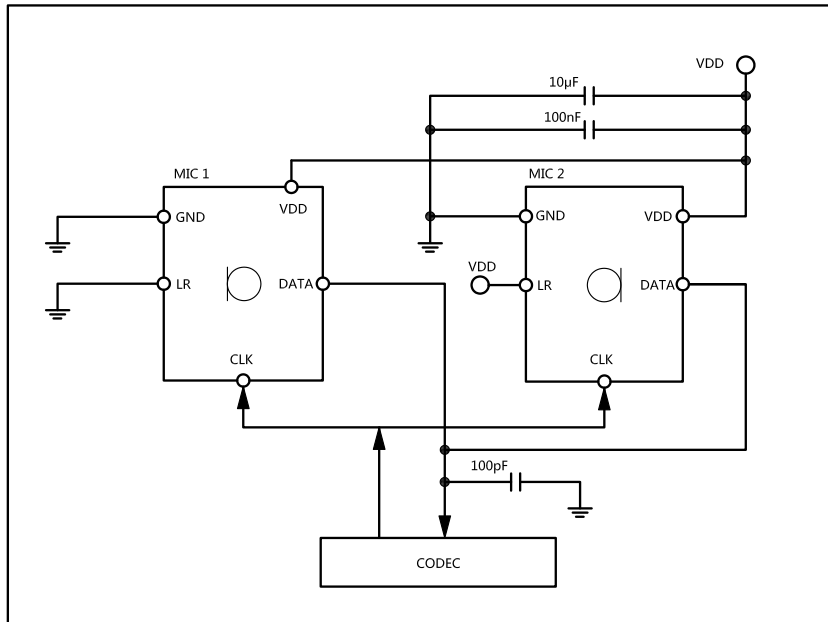 VDD
10μF
100nF
MIC 1
MIC 2
VDD
GND
GND
VDD
VDD
LR
DATA
LR
DATA
CLK
CLK
100pF
CODEC